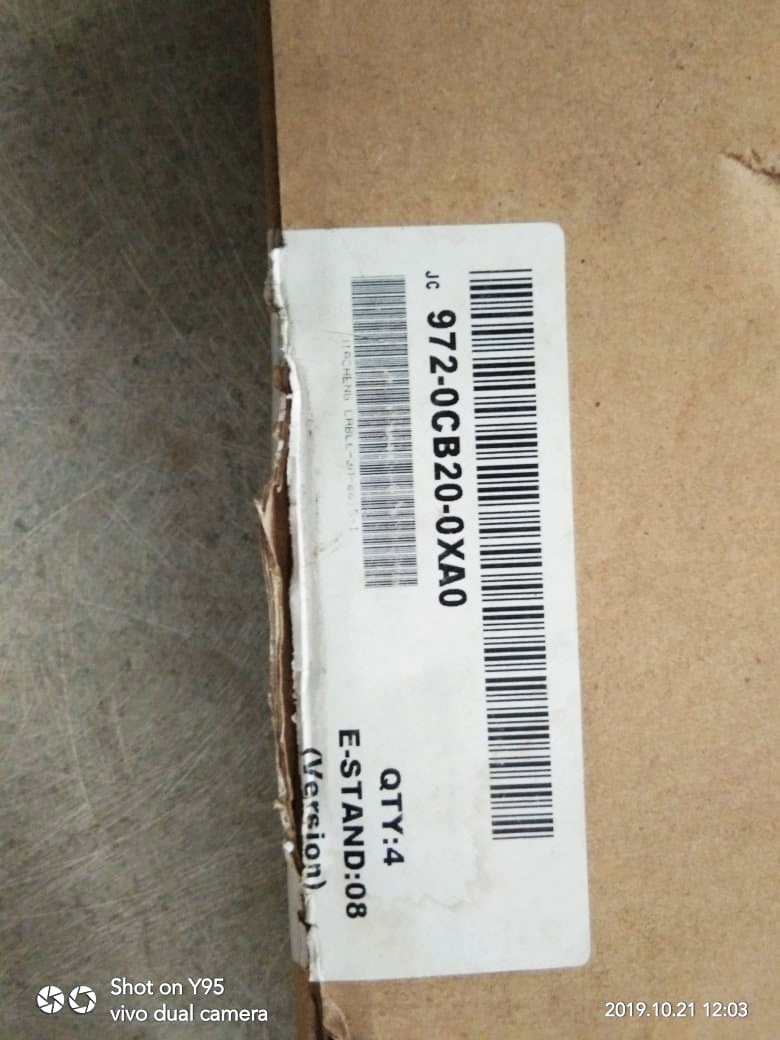 JC 972-0CB20-0XA0
QTY:4
E-STAND:08
(Version)
Shot on Y95
vivo dual camera
2019.10.21 12:03